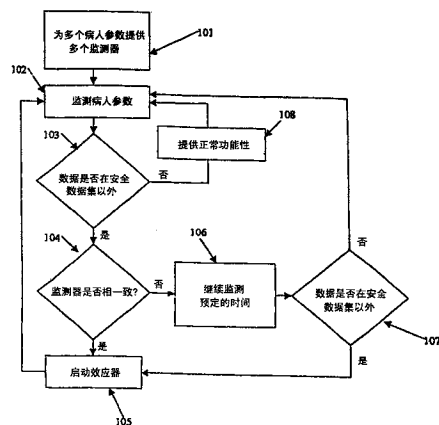 为多个病人参数提供
多个监测器
101
102
监测病人参数
103
108
提供正常功能性
数据是否在安全
数据集以外
否
是
104
106
否
监测器是否相一致?
否
继续监测
预定的时间
数据是否在安全
数据集以外
107
是
是
启动效应器
105